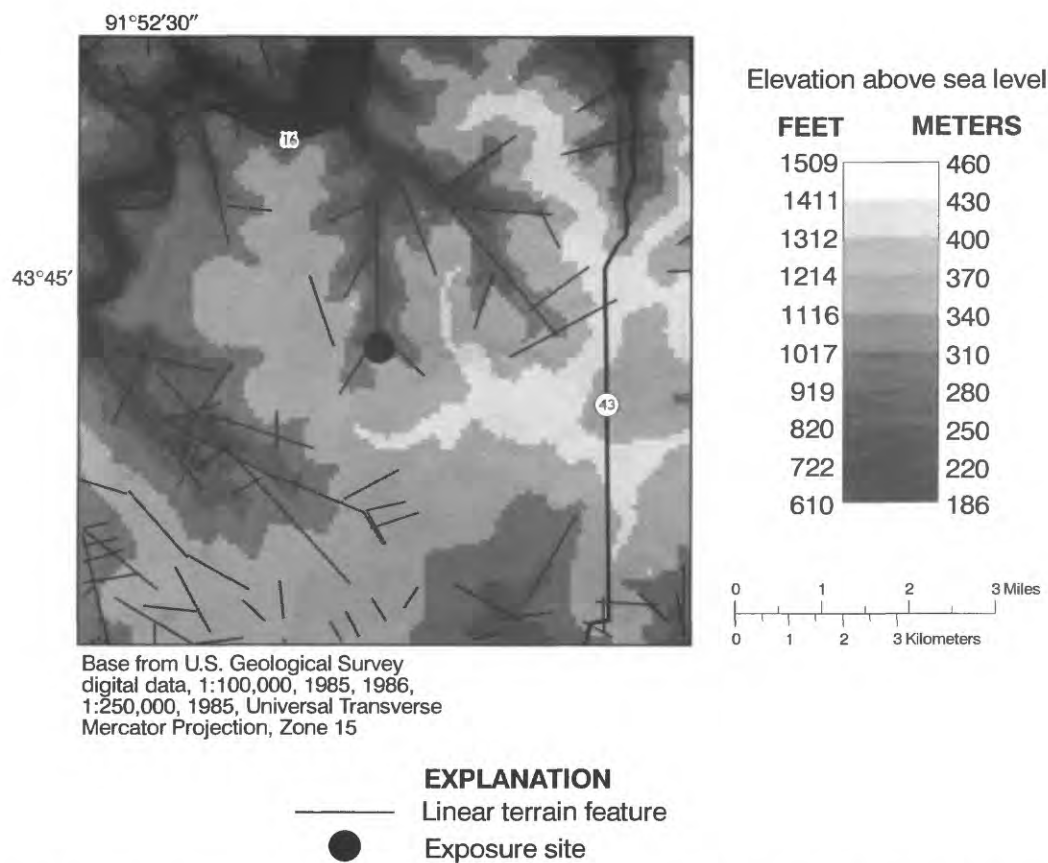 91°52'30"
16
43°45'
43
Elevation above sea level
FEET METERS
1509 460
1411 430
1312 400
1214 370
1116 340
1017 310
919 280
820 250
722 220
610 186
0 1 2 3 Miles
0 1 2 3 Kilometers
Base from U.S. Geological Survey
digital data, 1:100,000, 1985, 1986,
1:250,000, 1985, Universal Transverse
Mercator Projection, Zone 15
EXPLANATION
Linear terrain feature
Exposure site